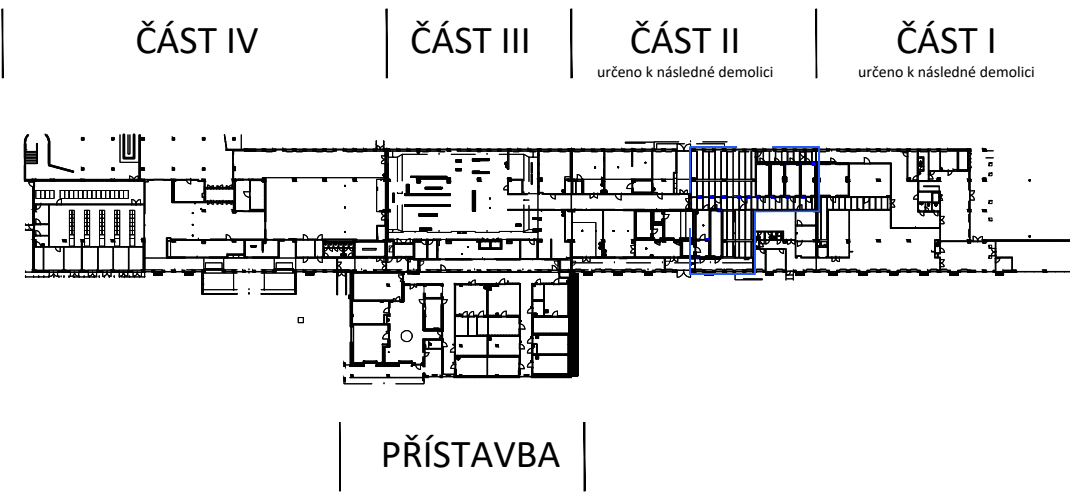 ČÁST IV
ČÁST III
ČÁST II
určeno k následné demolici
ČÁST I
určeno k následné demolici
PŘÍSTAVBA